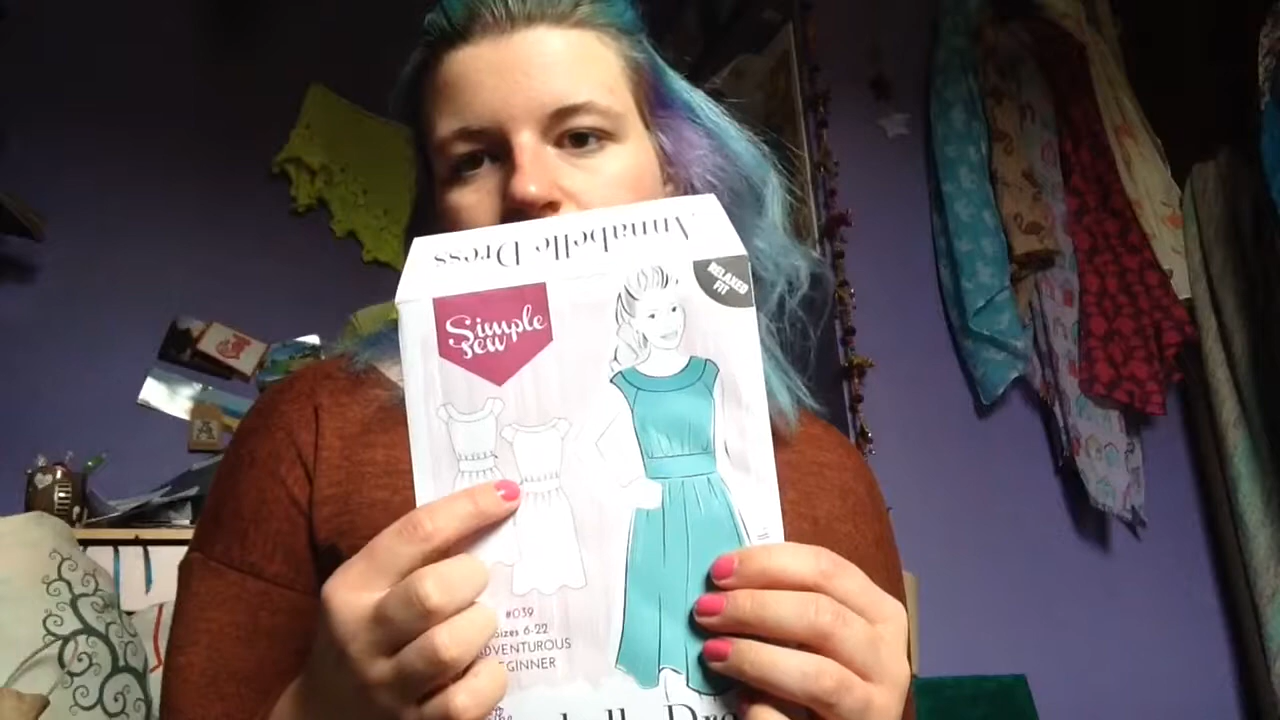 Annabelle Dress
Simple
sew
RELAXED
FIT
#039
Sizes 6-22
ADVENTUROUS
BEGINNER